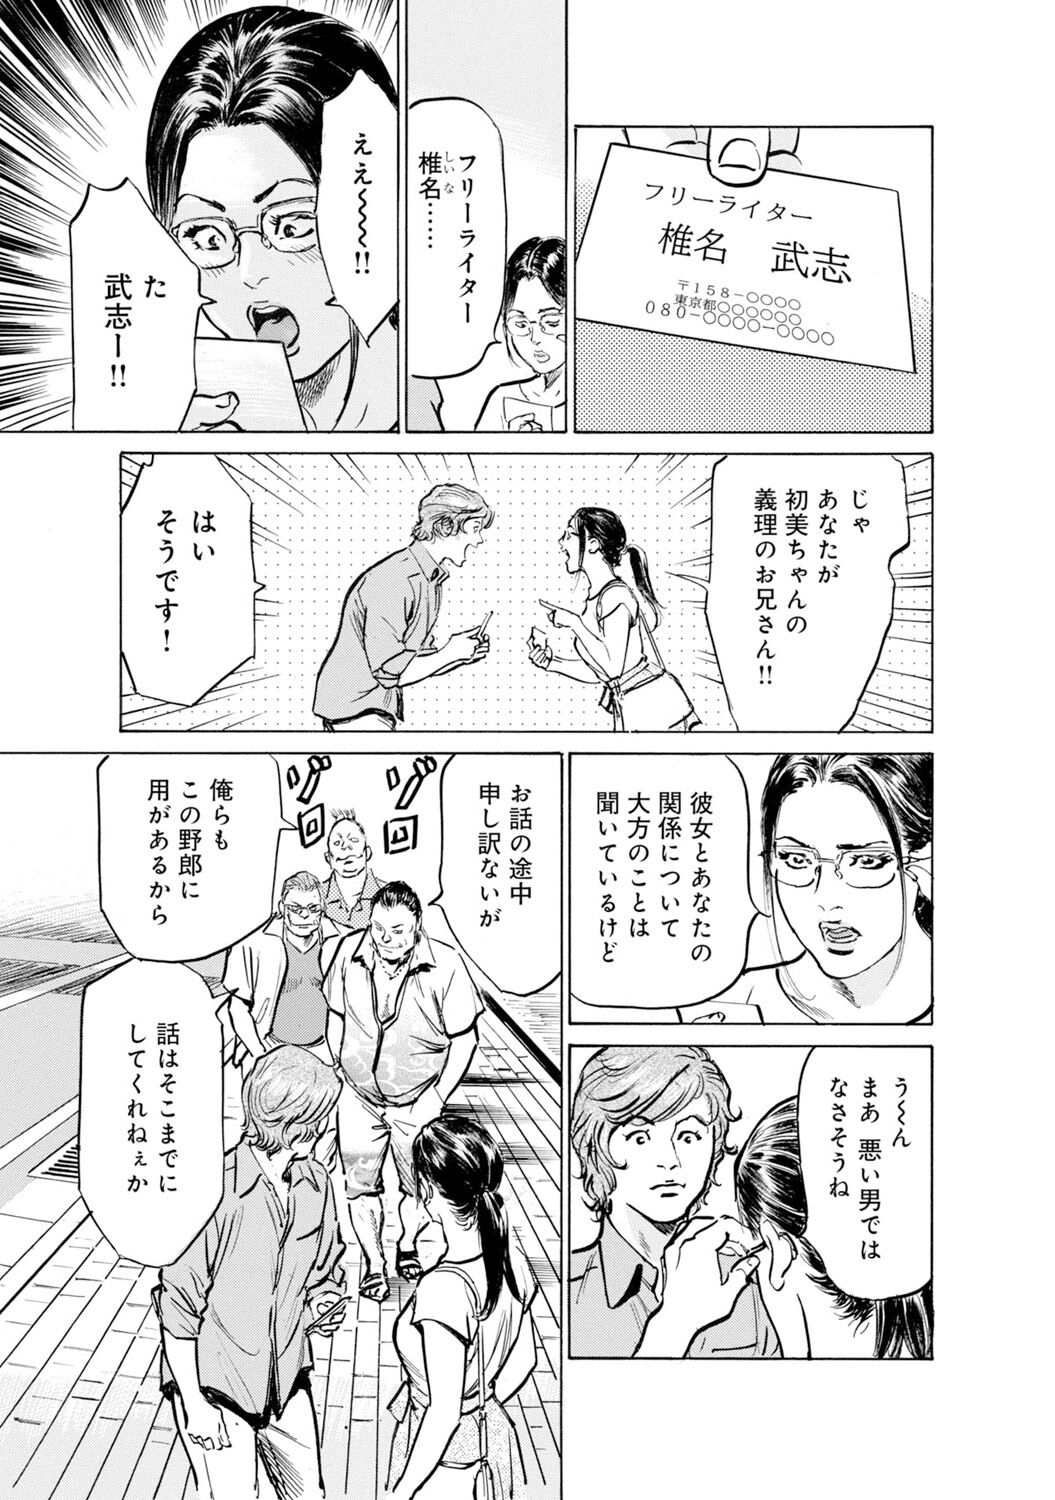 フリーライター
椎名　武志
〒158-○○○○
東京都○○○○○○
080-○○○○-○○○○
フリーライター
椎名……
しいな
ええ〜〜〜!!
た
武志ー!!
じゃ
あなたが
初美ちゃんの
義理のお兄さん!!
はい
そうです！
彼女とあなたの
関係について
大方のことは
聞いているけど
う〜ん
まあ 悪い男では
なさそうね
お話の途中
申し訳ないが
ゾロ
ゾロ
俺らも
この野郎に
用があるから
話はそこまでに
してくれねぇか